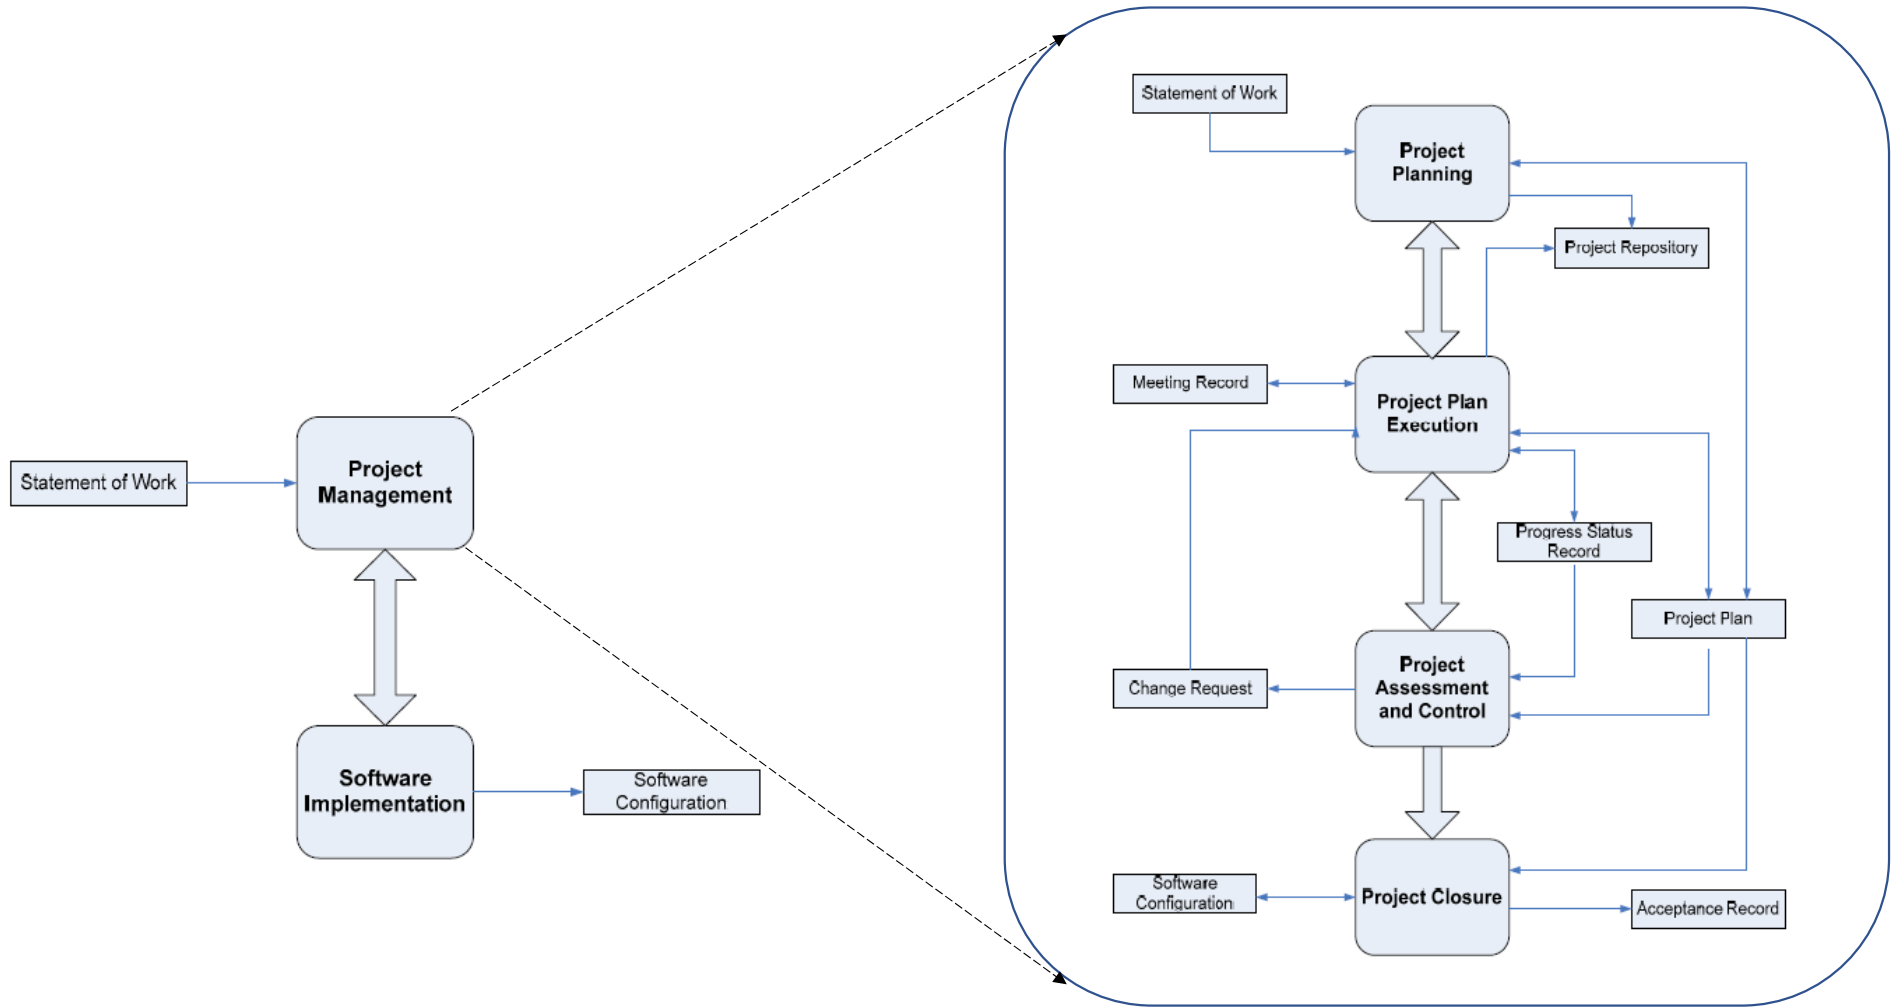 Statement of Work
Project
Management
Software
Implementation
Software
Configuration
Statement of Work
Project
Planning
Project Repository
Meeting Record
Project Plan
Execution
Progress Status
Record
Project Plan
Change Request
Project
Assessment
and Control
Software
Configuration
Project Closure
Acceptance Record